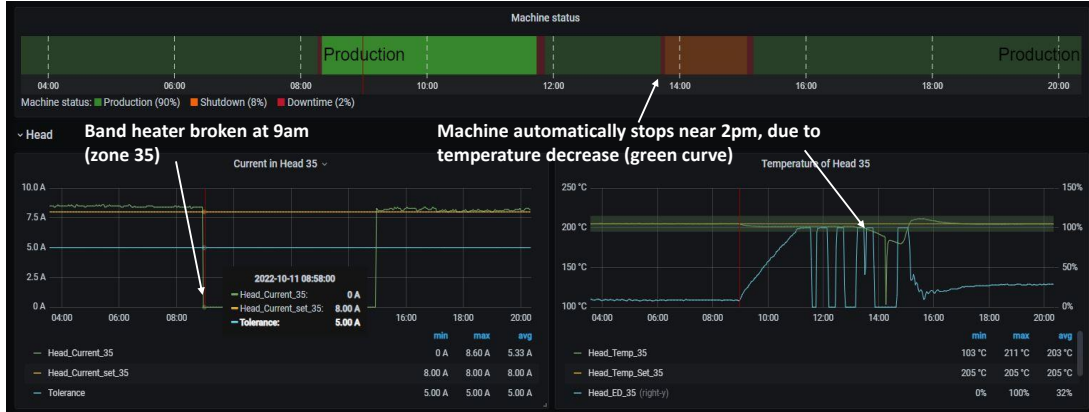 Machine status
Production
Production
04:00 06:00 08:00 10:00 12:00 14:00 16:00 18:00 20:00
Machine status: Production (90%) Shutdown (8%) Downtime (2%)
Head
Band heater broken at 9am
(zone 35)
Machine automatically stops near 2pm, due to
temperature decrease (green curve)
Current in Head 35
10.0 A
7.5 A
5.0 A
2.5 A
0 A
04:00 06:00 08:00 16:00 18:00 20:00
2022-10-11 08:58:00
Head_Current_35: 0 A
Head_Current_set_35: 8.00 A
Tolerance: 5.00 A
min max avg
Head_Current_35 0 A 8.60 A 5.33 A
Head_Current_set_35 8.00 A 8.00 A 8.00 A
Tolerance 5.00 A 5.00 A 5.00 A
Temperature of Head 35
250 °C
200 °C
150 °C
100 °C
150%
100%
50%
0%
04:00 06:00 08:00 10:00 12:00 14:00 16:00 18:00 20:00
min max avg
Head_Temp_35 103 °C 211 °C 203 °C
Head_Temp_Set_35 205 °C 205 °C 205 °C
Head_ED_35 (right-y) 0% 100% 32%